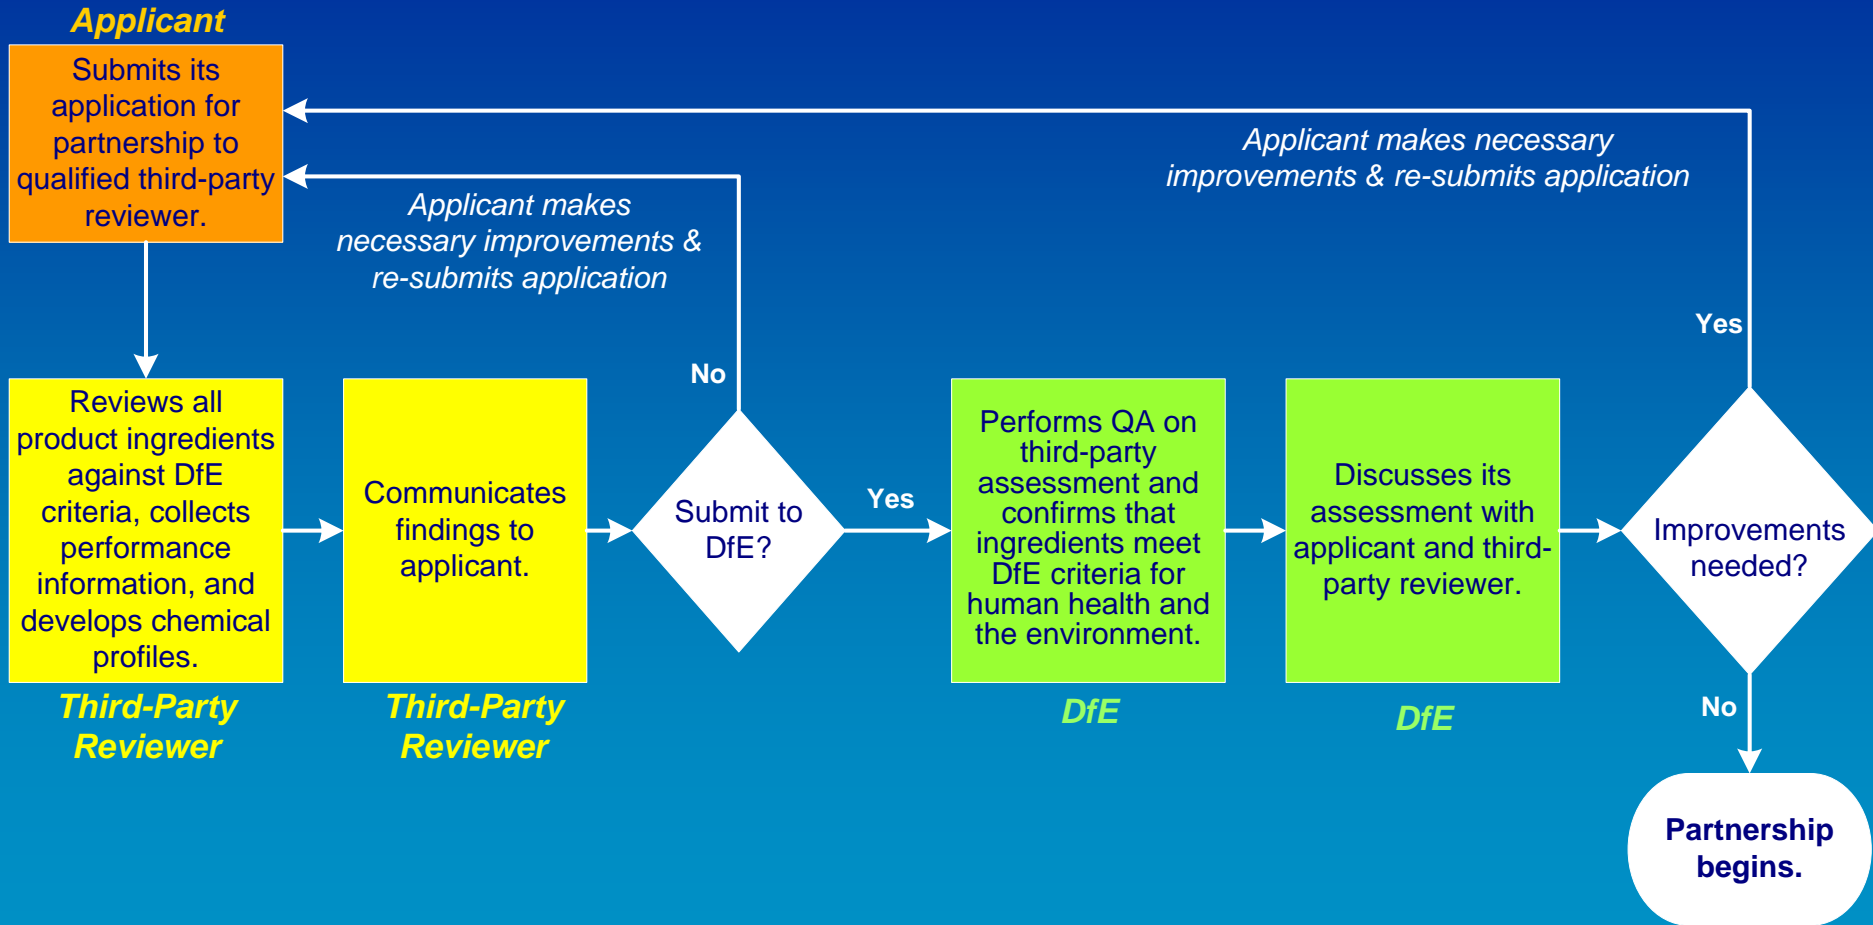 Applicant
Submits its
application for
partnership to
qualified third-party
reviewer.
Applicant makes necessary
improvements & re-submits application
Applicant makes
necessary improvements &
re-submits application
Yes
No
Reviews all
product ingredients
against DfE
criteria, collects
performance
information, and
develops chemical
profiles.
Third-Party
Reviewer
Communicates
findings to
applicant.
Third-Party
Reviewer
Submit to
DfE?
Yes
Performs QA on
third-party
assessment and
confirms that
ingredients meet
DfE criteria for
human health and
the environment.
DfE
Discusses its
assessment with
applicant and third-
party reviewer.
DfE
Improvements
needed?
No
Partnership
begins.